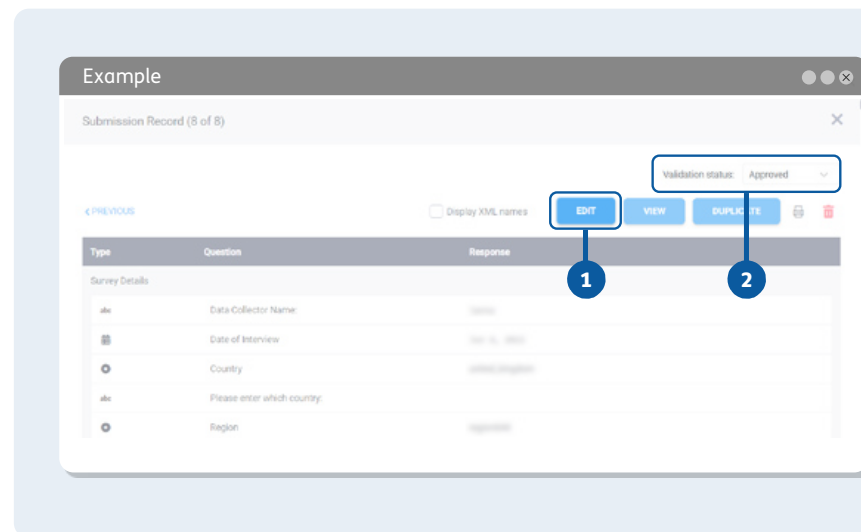 Example
Submission Record (8 of 8)
Validation status: Approved
PREVIOUS
Display XML names
EDIT
VIEW
DUPLICATE
1
2
Type Question Response
Survey Details
abc Data Collector Name:
Date of Interview
Country
abc Please enter which country:
Region